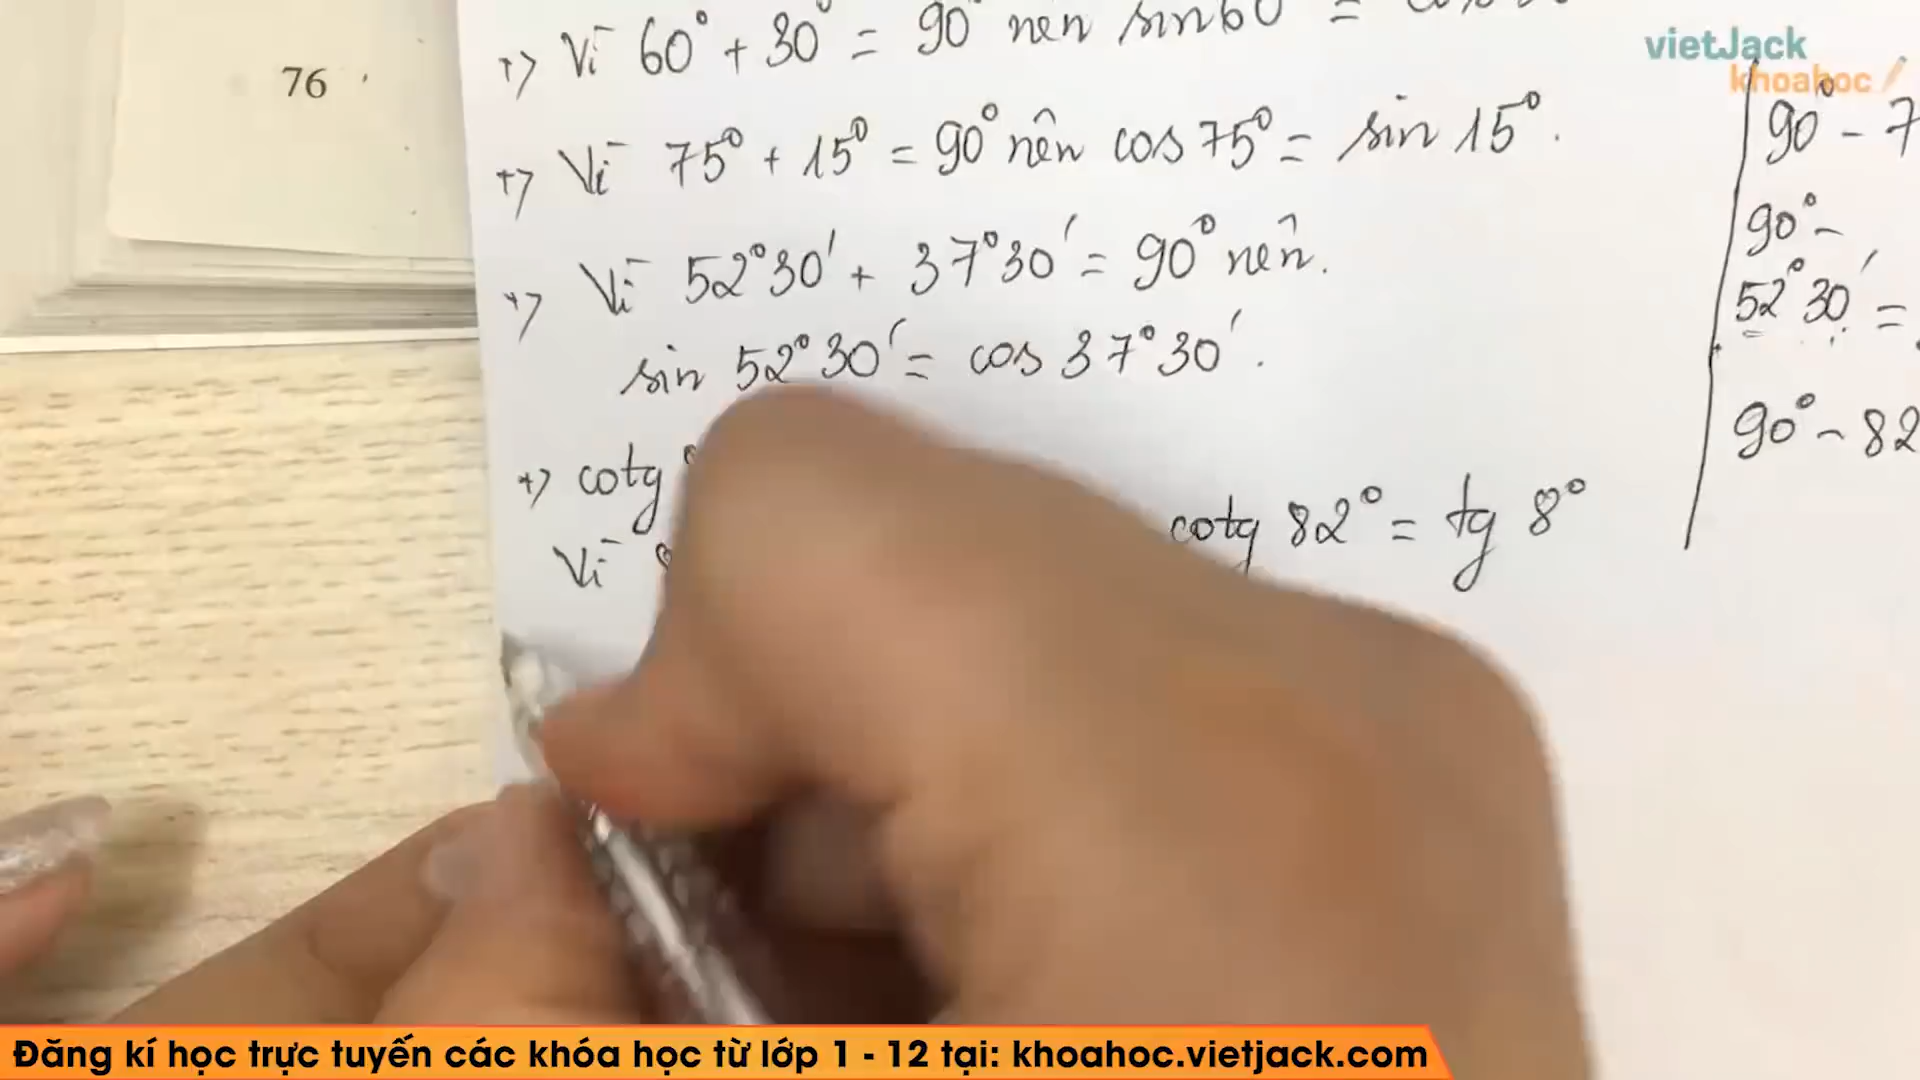 76
+) Vì 60° + 30° = 90° nên sin 60° =
+) Vì 75° + 15° = 90° nên cos 75° = sin 15°.
+) Vì 52°30' + 37°30' = 90° nên.
sin 52°30' = cos 37°30'.
+) cotg
Vì
cotg 82° = tg 8°
90° - 7
90° -
52°30' =
90° - 82
vietJack
khoahoc
Đăng kí học trực tuyến các khóa học từ lớp 1 - 12 tại: khoahoc.vietjack.com